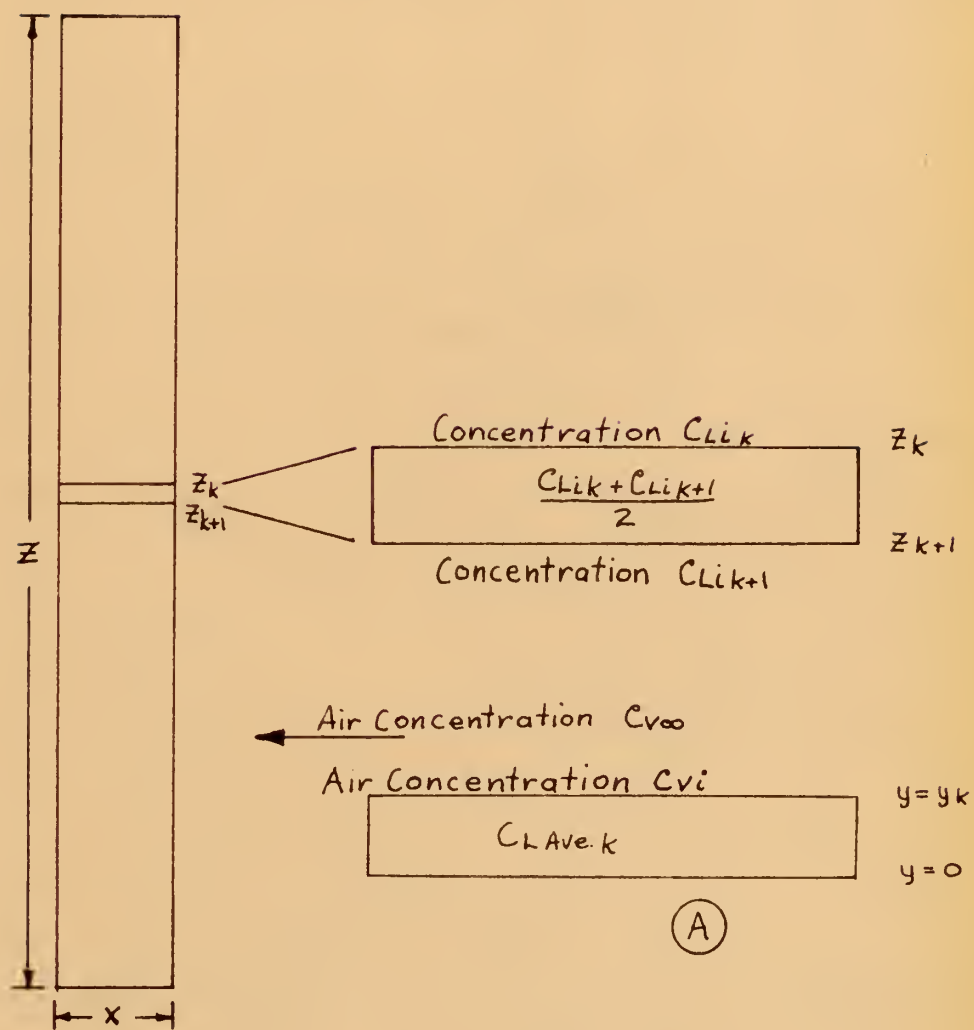 Concentration CLi k
Zk
CLik + CLik+1
2
Zk
Zk+1
Z
Zk+1
Concentration CLik+1
Air Concentration Cv∞
Air Concentration Cvi
y = yk
CL Ave. k
y = 0
A
x